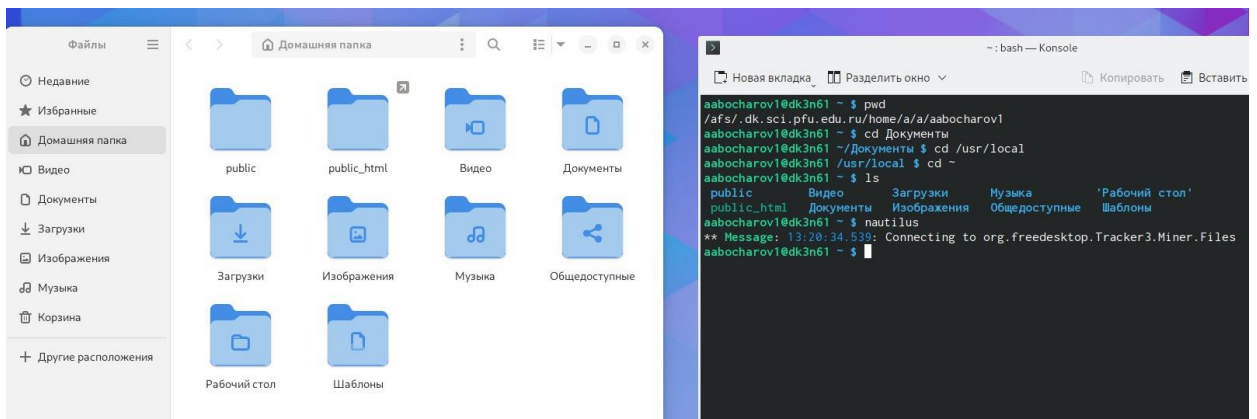 Файлы
Домашняя папка
Недавние
Избранные
Домашняя папка
Видео
Документы
Загрузки
Изображения
Музыка
Корзина
Другие расположения
public
public_html
Видео
Документы
Загрузки
Изображения
Музыка
Общедоступные
Рабочий стол
Шаблоны
~ : bash — Konsole
Новая вкладка Разделить окно Копировать Вставить
aabocharov1@dk3n61 ~ $ pwd
/afs/.dk.sci.pfu.edu.ru/home/a/a/aabocharov1
aabocharov1@dk3n61 ~ $ cd Документы
aabocharov1@dk3n61 ~/Документы $ cd /usr/local
aabocharov1@dk3n61 /usr/local $ cd ~
aabocharov1@dk3n61 ~ $ ls
public Видео Загрузки Музыка 'Рабочий стол'
public_html Документы Изображения Общедоступные Шаблоны
aabocharov1@dk3n61 ~ $ nautilus
** Message: 13:20:34.539: Connecting to org.freedesktop.Tracker3.Miner.Files
aabocharov1@dk3n61 ~ $